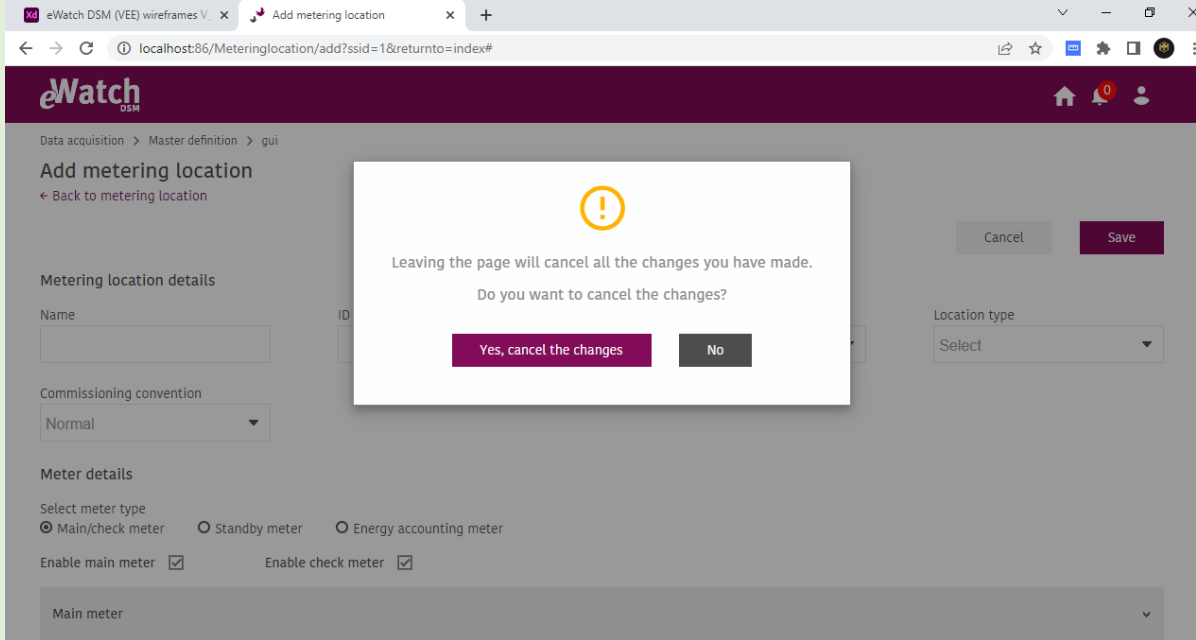 Xd eWatch DSM (VEE) wireframes V_
Add metering location
localhost:86/Meteringlocation/add?ssid=1&returnto=index#
eWatch
DSM
0
Data acquisition > Master definition > gui
Add metering location
← Back to metering location
Cancel
Save
Leaving the page will cancel all the changes you have made.
Do you want to cancel the changes?
Yes, cancel the changes
No
Metering location details
Name
ID
Location type
Select
Commissioning convention
Normal
Meter details
Select meter type
Main/check meter
Standby meter
Energy accounting meter
Enable main meter
Enable check meter
Main meter